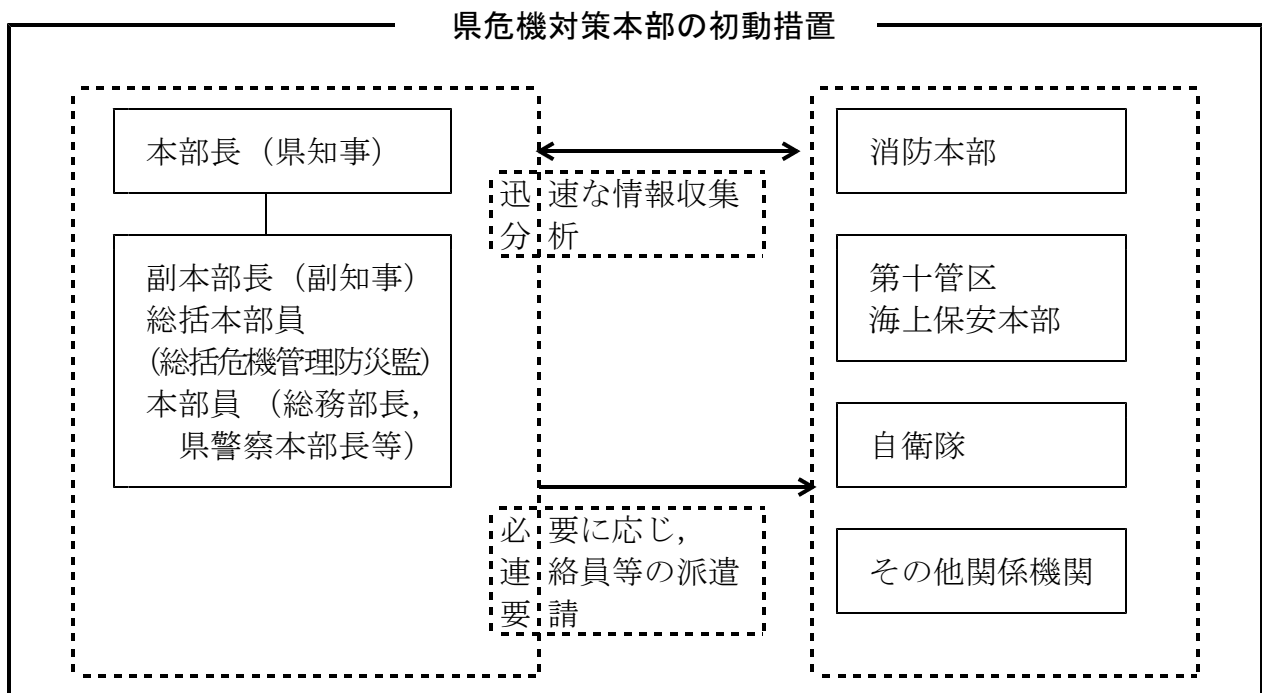 県危機対策本部の初動措置
本部長（県知事）
副本部長（副知事）
総括本部員
（総括危機管理防災監）
本部員（総務部長，
県警察本部長等）
迅速な情報収集
分析
必要に応じ，
連絡員等の派遣
要請
消防本部
第十管区
海上保安本部
自衛隊
その他関係機関